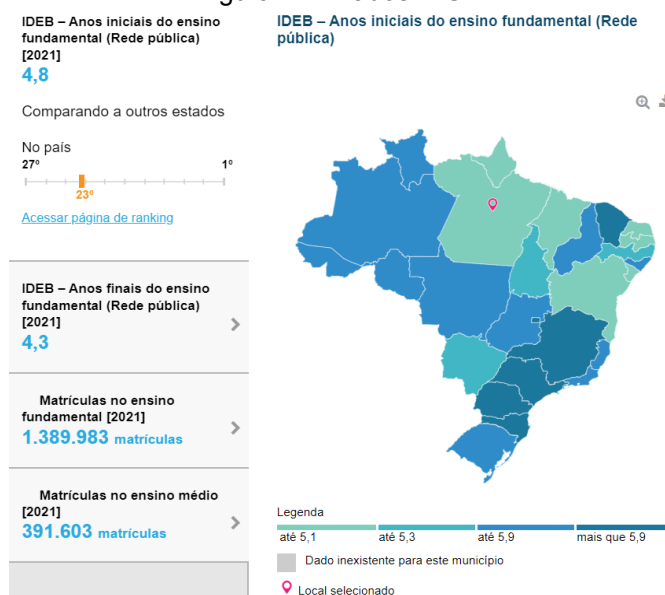 IDEB – Anos iniciais do ensino
fundamental (Rede pública)
[2021]
4,8
Comparando a outros estados
No país
27º 1º
23º
Acessar página de ranking
IDEB – Anos finais do ensino
fundamental (Rede pública)
[2021]
4,3
Matrículas no ensino
fundamental [2021]
1.389.983 matrículas
Matrículas no ensino médio
[2021]
391.603 matrículas
IDEB – Anos iniciais do ensino fundamental (Rede
pública)
Legenda
até 5,1 até 5,3 até 5,9 mais que 5,9
Dado inexistente para este município
Local selecionado